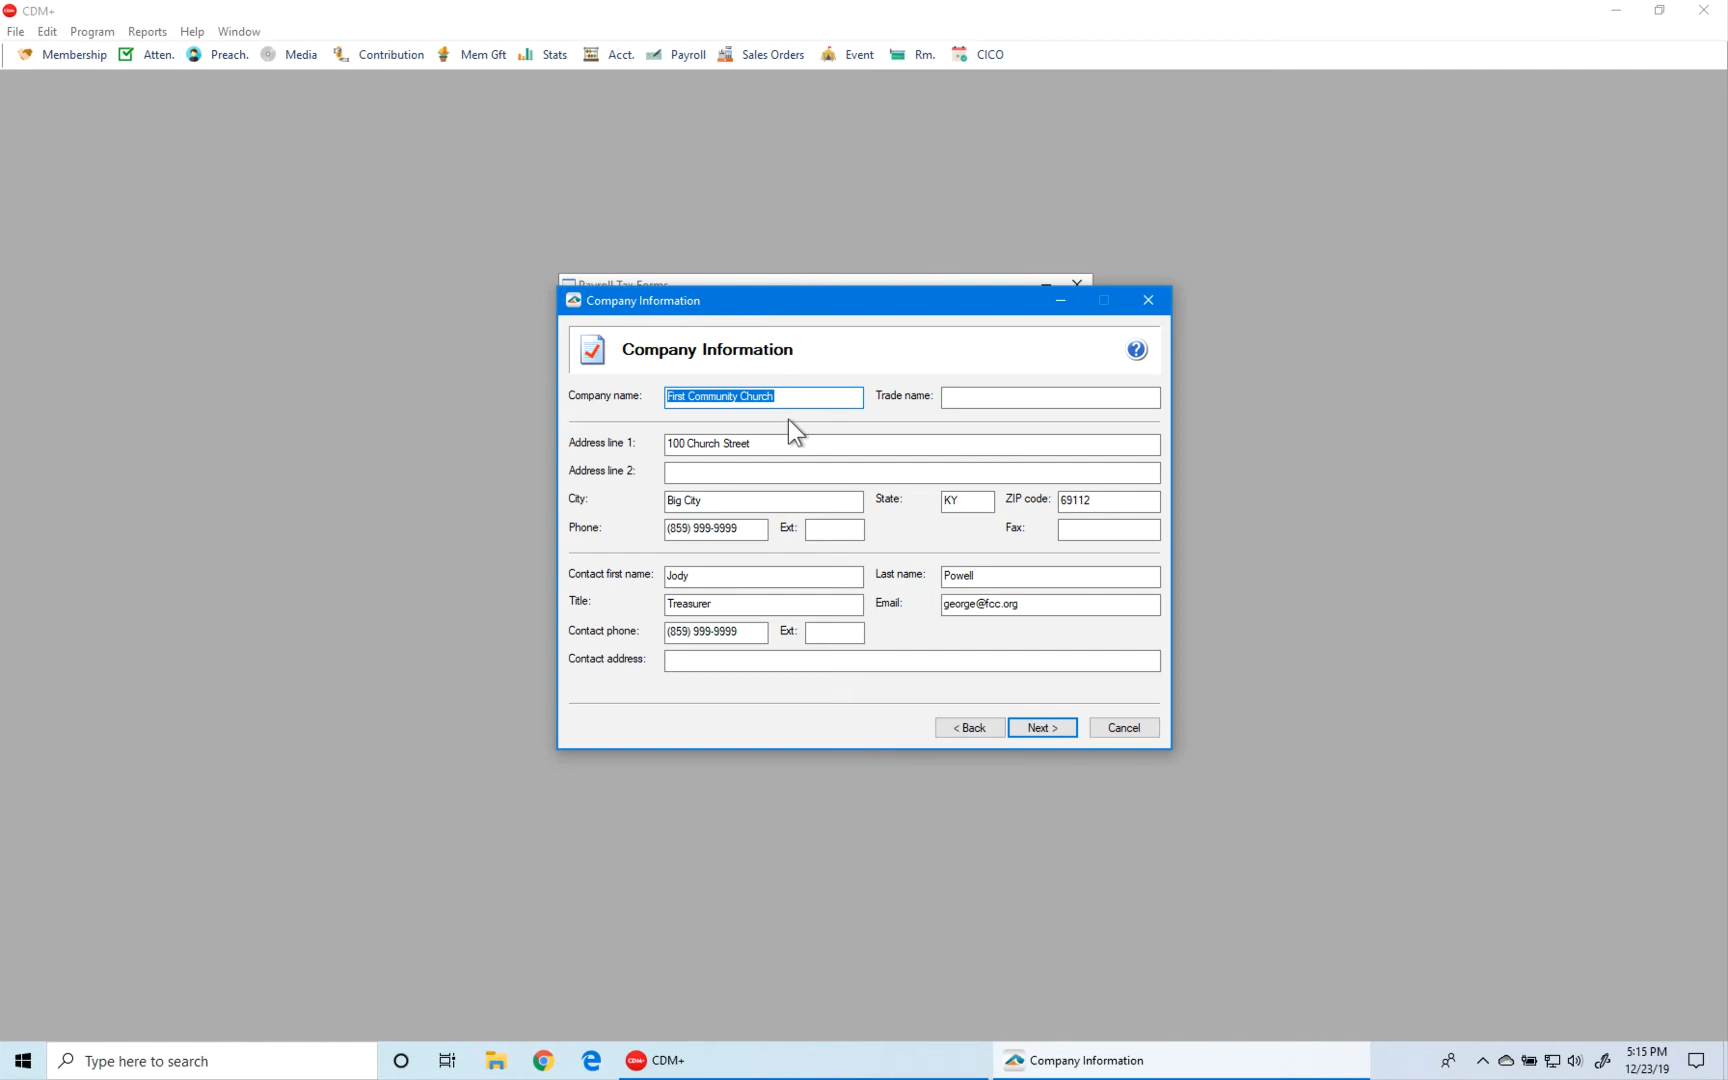 CDM+
File Edit Program Reports Help Window
Membership Atten. Preach. Media Contribution Mem Gft Stats Acct. Payroll Sales Orders Event Rm. CICO
Payroll Tax Forms
Company Information
Company Information ?
Company name: First Community Church Trade name:
Address line 1: 100 Church Street
Address line 2:
City: Big City State: KY ZIP code: 69112
Phone: (859) 999-9999 Ext: Fax:
Contact first name: Jody Last name: Powell
Title: Treasurer Email: george@fcc.org
Contact phone: (859) 999-9999 Ext:
Contact address:
< Back Next > Cancel
Type here to search CDM+ CDM+ Company Information 5:15 PM
12/23/19